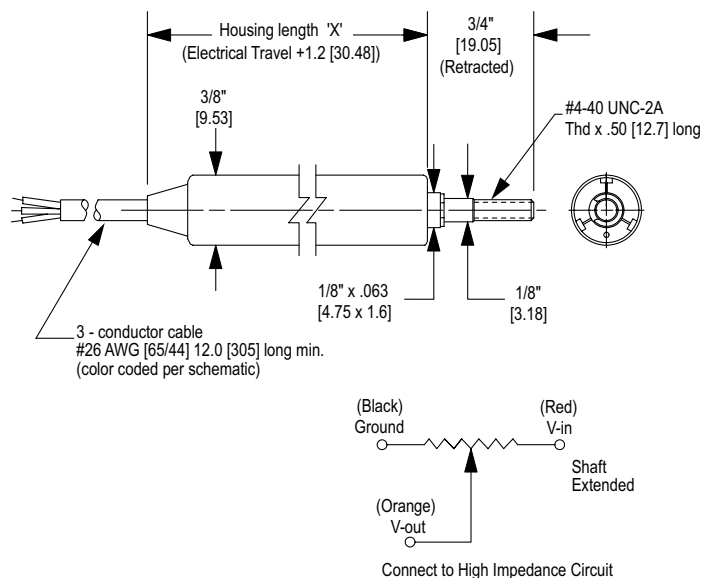 Housing length 'X'
(Electrical Travel +1.2 [30.48])
3/4"
[19.05]
(Retracted)
3/8"
[9.53]
#4-40 UNC-2A
Thd x .50 [12.7] long
1/8" x .063
[4.75 x 1.6]
1/8"
[3.18]
3 - conductor cable
#26 AWG [65/44] 12.0 [305] long min.
(color coded per schematic)
(Black)
Ground
(Red)
V-in
Shaft
Extended
(Orange)
V-out
Connect to High Impedance Circuit